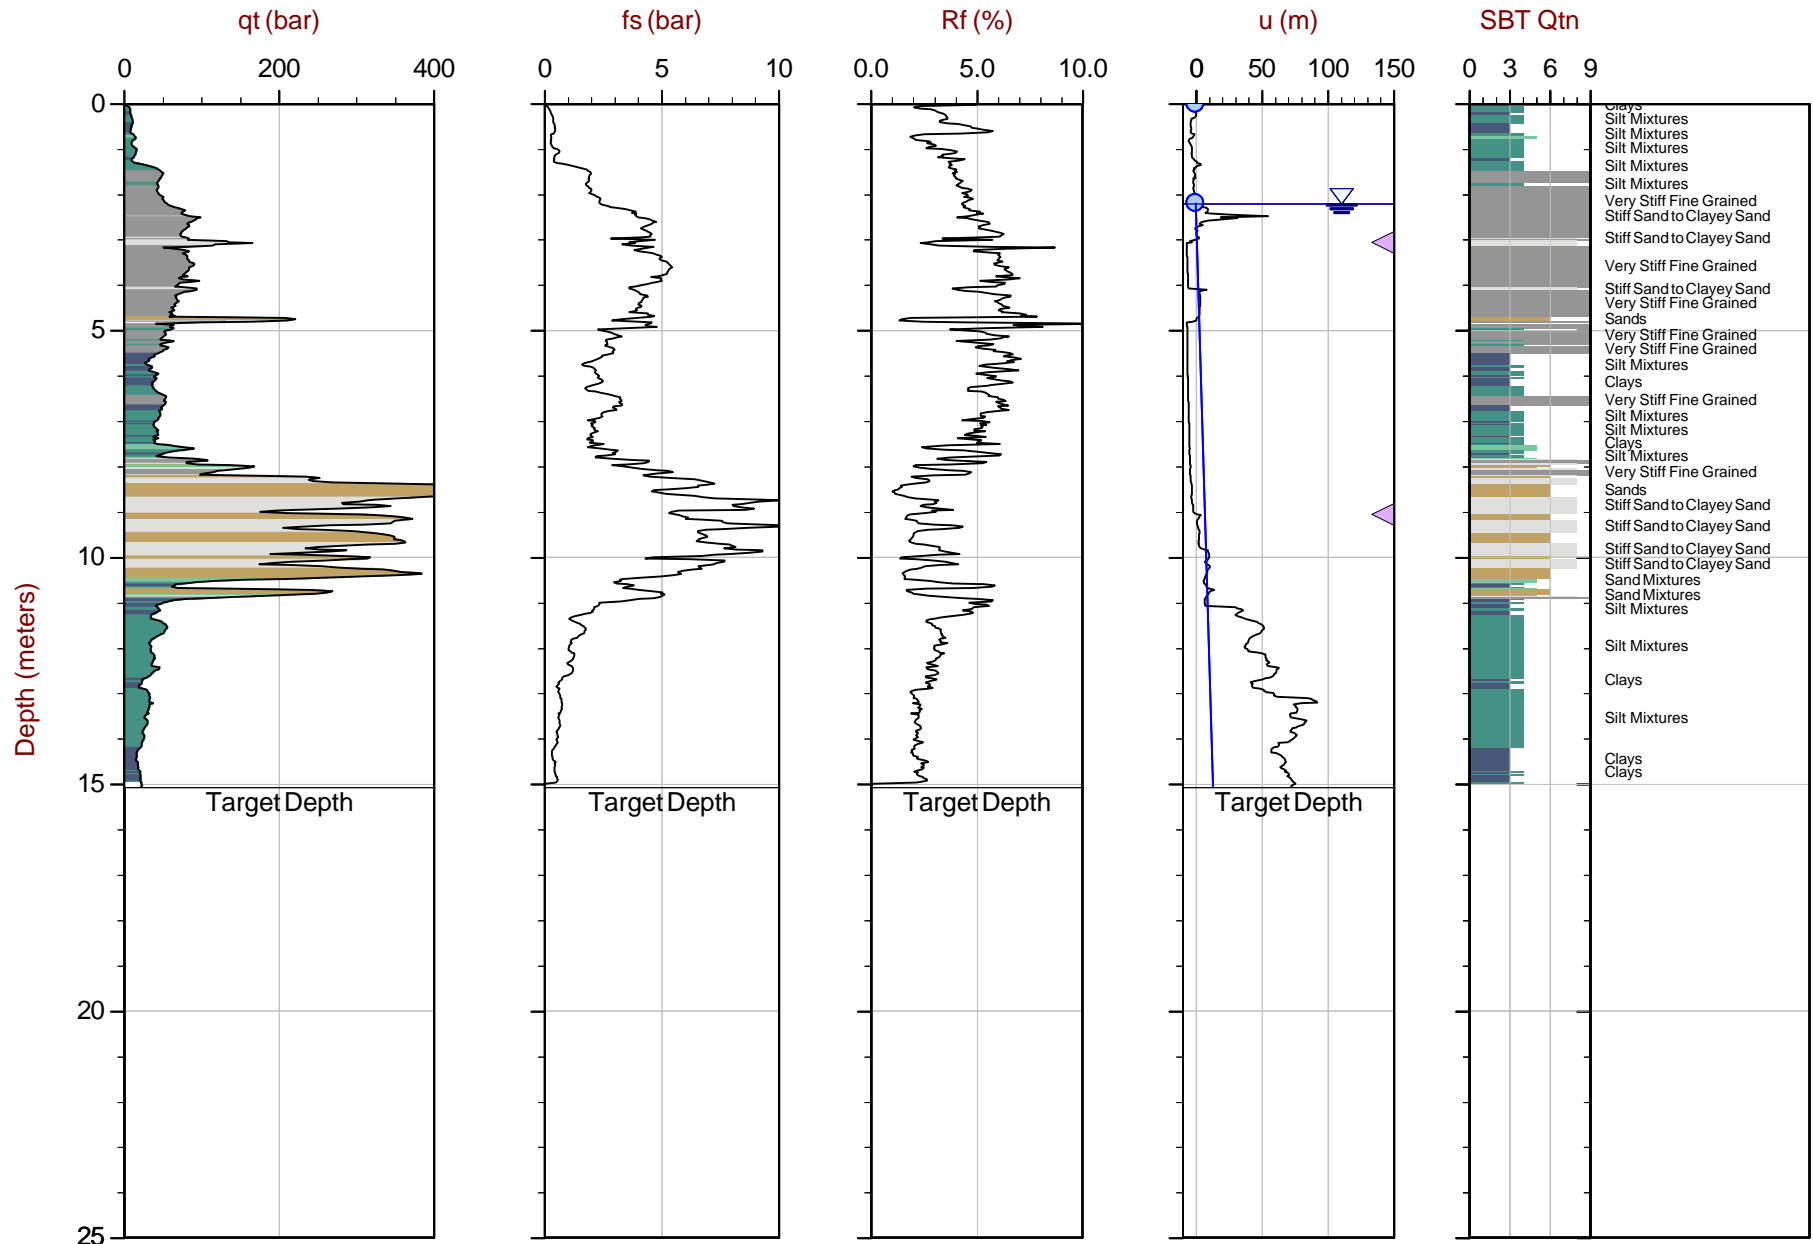 qt (bar) fs (bar) Rf (%) u (m) SBT Qtn
0 200 400 0 5 10 0.0 5.0 10.0 0 50 100 150 0 3 6 9
0
5
10
15
20
25
Depth (meters)
Clays
Silt Mixtures
Silt Mixtures
Silt Mixtures
Silt Mixtures
Silt Mixtures
Very Stiff Fine Grained
Stiff Sand to Clayey Sand
Stiff Sand to Clayey Sand
Very Stiff Fine Grained
Stiff Sand to Clayey Sand
Very Stiff Fine Grained
Sands
Very Stiff Fine Grained
Very Stiff Fine Grained
Silt Mixtures
Clays
Very Stiff Fine Grained
Silt Mixtures
Silt Mixtures
Clays
Silt Mixtures
Very Stiff Fine Grained
Sands
Stiff Sand to Clayey Sand
Stiff Sand to Clayey Sand
Stiff Sand to Clayey Sand
Stiff Sand to Clayey Sand
Sand Mixtures
Sand Mixtures
Silt Mixtures
Silt Mixtures
Clays
Silt Mixtures
Clays
Clays
Target Depth Target Depth Target Depth Target Depth